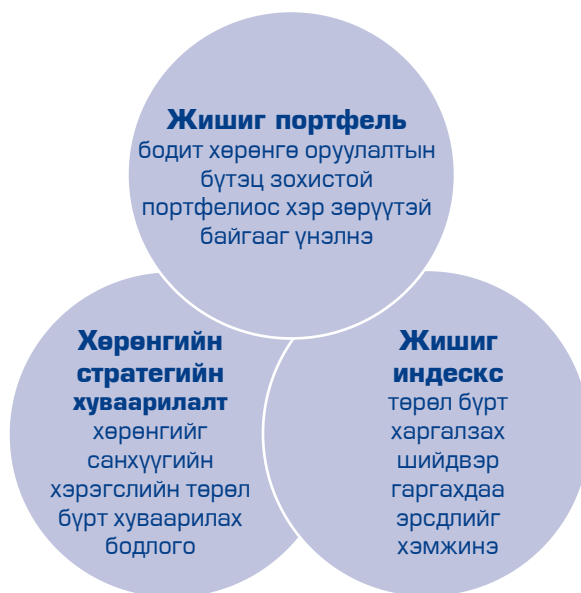 Жишиг портфель
бодит хөрөнгө оруулалтын
бүтэц зохистой
портфелиос хэр зөрүүтэй
байгааг үнэлнэ
Хөрөнгийн
стратегийн
хуваарилалт
хөрөнгийг
санхүүгийн
хэрэгслийн төрөл
бүрт хуваарилах
бодлого
Жишиг
индескс
төрөл бүрт
харгалзах
шийдвэр
гаргахдаа
эрсдлийг
хэмжинэ